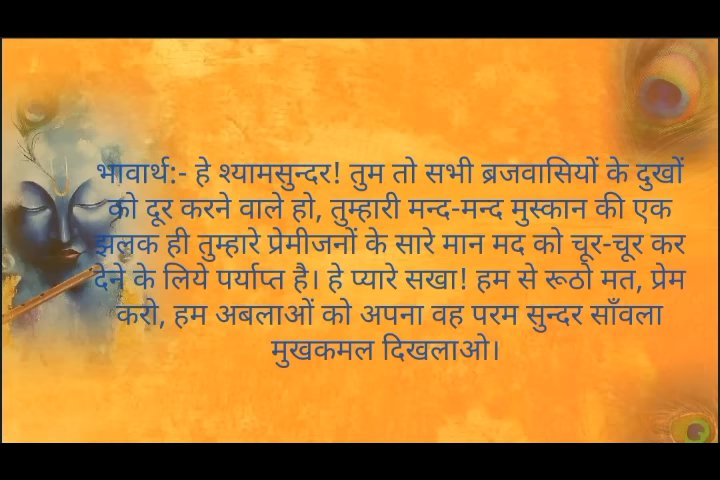 भावार्थ:- हे श्यामसुन्दर! तुम तो सभी ब्रजवासियों के दुखों
को दूर करने वाले हो, तुम्हारी मन्द-मन्द मुस्कान की एक
झलक ही तुम्हारे प्रेमीजनों के सारे मान मद को चूर-चूर कर
देने के लिये पर्याप्त है। हे प्यारे सखा! हम से रूठो मत, प्रेम
करो, हम अबलाओं को अपना वह परम सुन्दर साँवला
मुखकमल दिखलाओ।